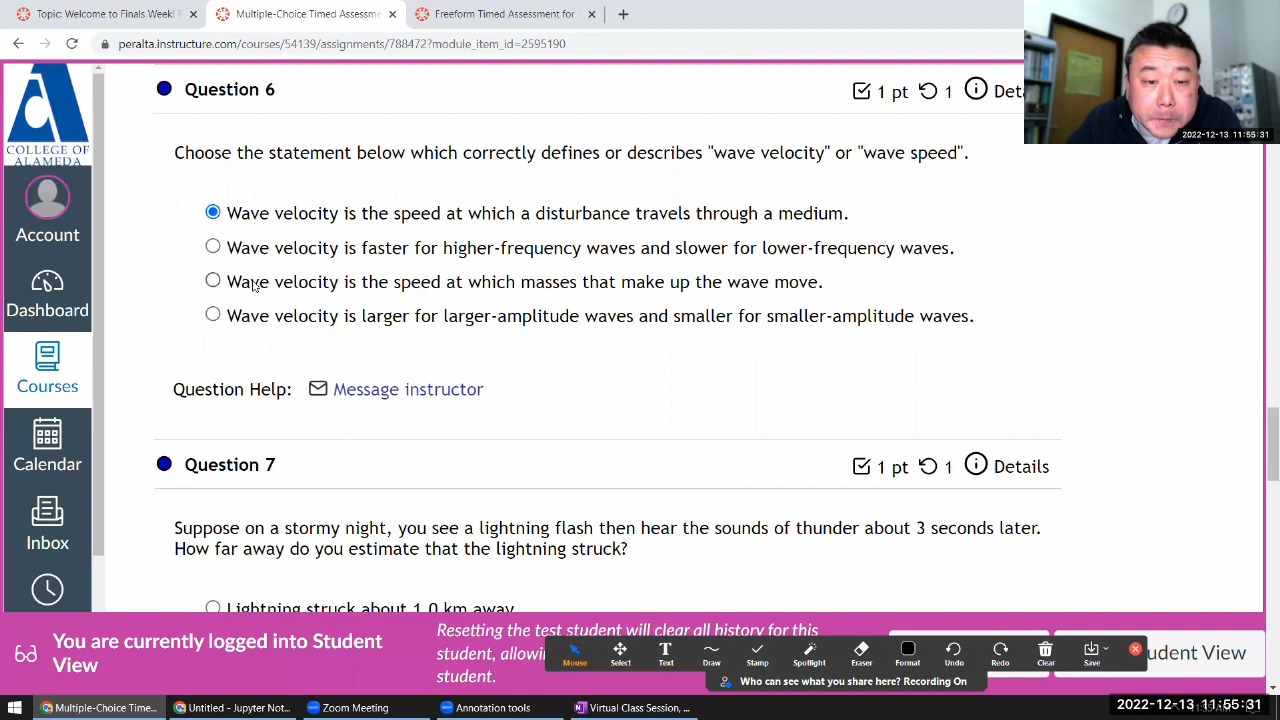 Topic: Welcome to Finals Week! F
Multiple-Choice Timed Assessme
Freeform Timed Assessment for
peralta.instructure.com/courses/54139/assignments/788472?module_item_id=2595190
2022-12-13 11:55:31
COLLEGE OF
ALAMEDA
Account
Dashboard
Courses
Calendar
Inbox
Question 6
1 pt 1 Deta
Choose the statement below which correctly defines or describes "wave velocity" or "wave speed".
Wave velocity is the speed at which a disturbance travels through a medium.
Wave velocity is faster for higher-frequency waves and slower for lower-frequency waves.
Wave velocity is the speed at which masses that make up the wave move.
Wave velocity is larger for larger-amplitude waves and smaller for smaller-amplitude waves.
Question Help: Message instructor
Question 7
1 pt 1 Details
Suppose on a stormy night, you see a lightning flash then hear the sounds of thunder about 3 seconds later.
How far away do you estimate that the lightning struck?
Lightning struck about 1.0 km away
You are currently logged into Student
View
Resetting the test student will clear all history for this
student, allowin
student.
tudent View
Mouse Select Text Draw Stamp Spotlight Eraser Format Undo Redo Clear Save
Who can see what you share here? Recording On
Multiple-Choice Time...
Untitled - Jupyter Not...
Zoom Meeting
Annotation tools
Virtual Class Session, ...
2022-12-13 11:55:31